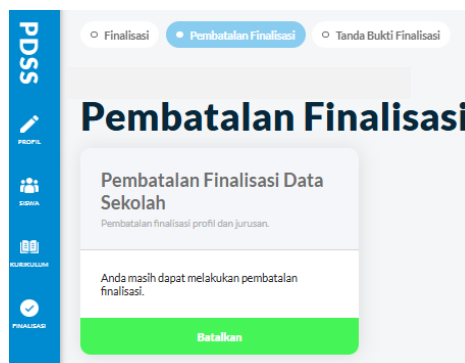 PDSS
PROFIL
SISWA
KURIKULUM
FINALISASI
Finalisasi
Pembatalan Finalisasi
Tanda Bukti Finalisasi
Pembatalan Finalisasi
Pembatalan Finalisasi Data
Sekolah
Pembatalan finalisasi profil dan jurusan.
Anda masih dapat melakukan pembatalan
finalisasi.
Batalkan